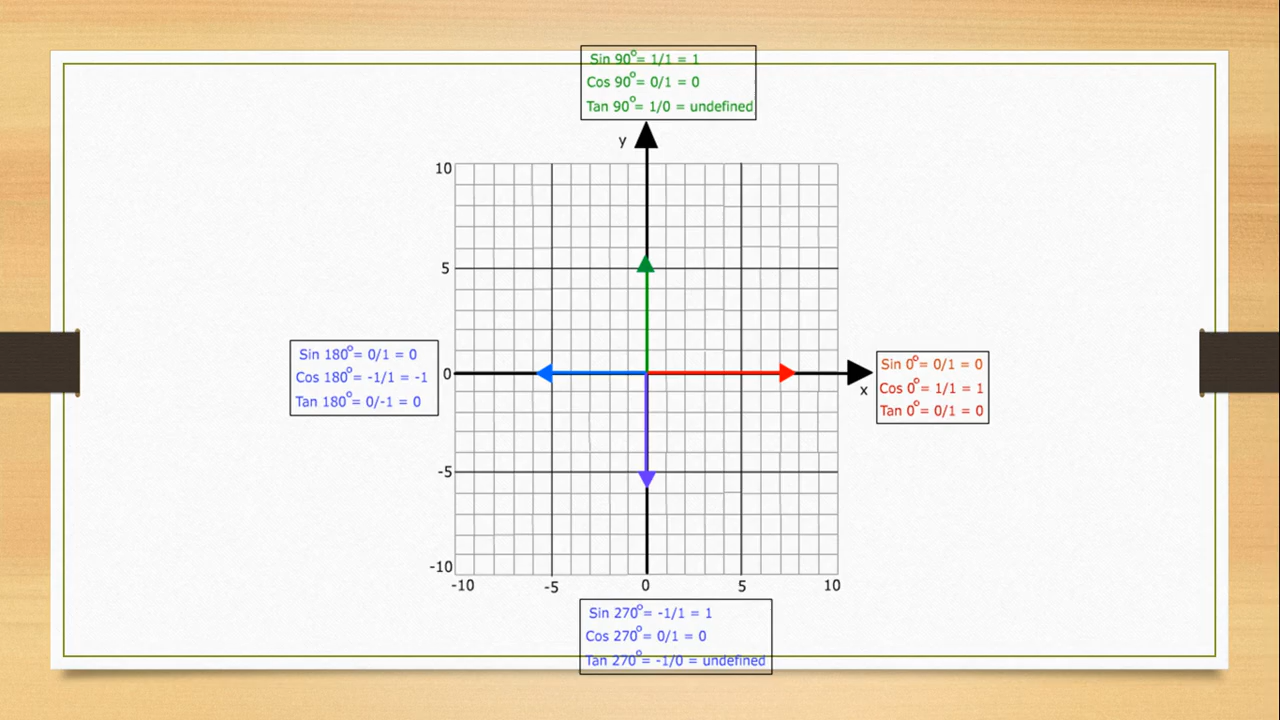 Sin 90°= 1/1 = 1
Cos 90°= 0/1 = 0
Tan 90°= 1/0 = undefined
y
10
5
Sin 180°= 0/1 = 0
Cos 180°= -1/1 = -1
Tan 180°= 0/-1 = 0
0
x
Sin 0°= 0/1 = 0
Cos 0°= 1/1 = 1
Tan 0°= 0/1 = 0
-5
-10
-10 -5 0 5 10
Sin 270°= -1/1 = 1
Cos 270°= 0/1 = 0
Tan 270°= -1/0 = undefined